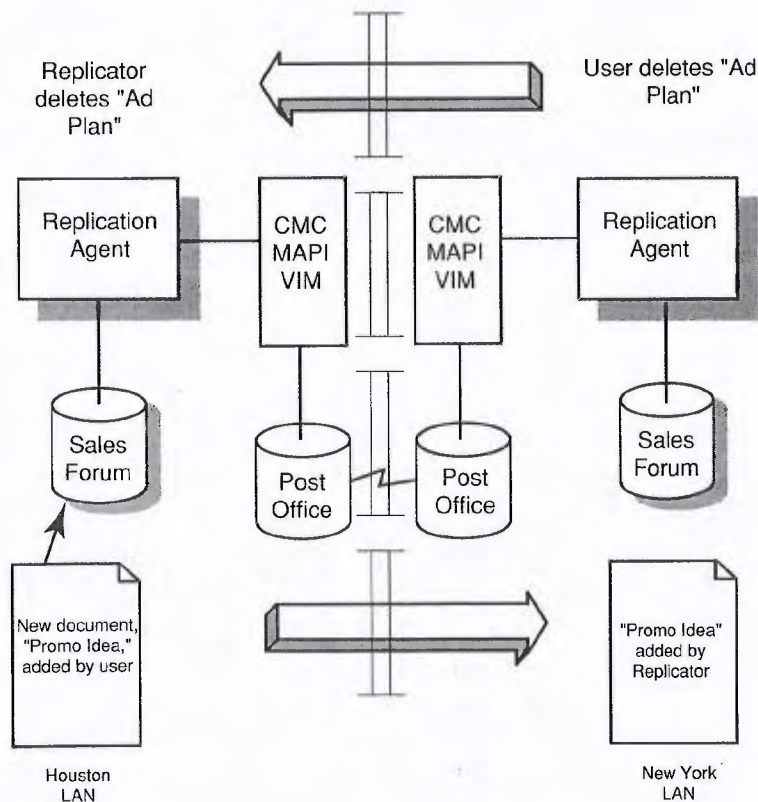 Replicator
deletes "Ad
Plan"
User deletes "Ad
Plan"
Replication
Agent
CMC
MAPI
VIM
CMC
MAPI
VIM
Replication
Agent
Sales
Forum
Post
Office
Post
Office
Sales
Forum
New document,
"Promo Idea,"
added by user
"Promo Idea"
added by
Replicator
Houston
LAN
New York
LAN